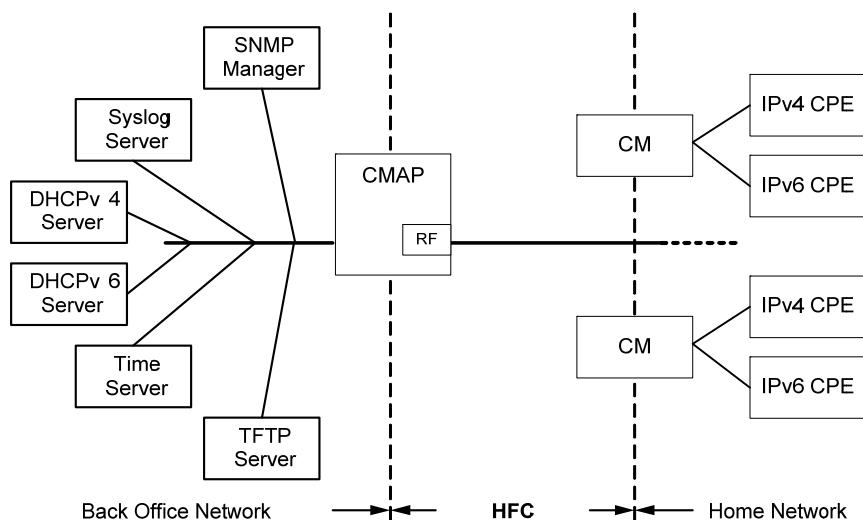 SNMP
Manager
Syslog
Server
DHCPv 4
Server
DHCPv 6
Server
Time
Server
TFTP
Server
CMAP
RF
CM
IPv4 CPE
IPv6 CPE
CM
IPv4 CPE
IPv6 CPE
Back Office Network
HFC
Home Network